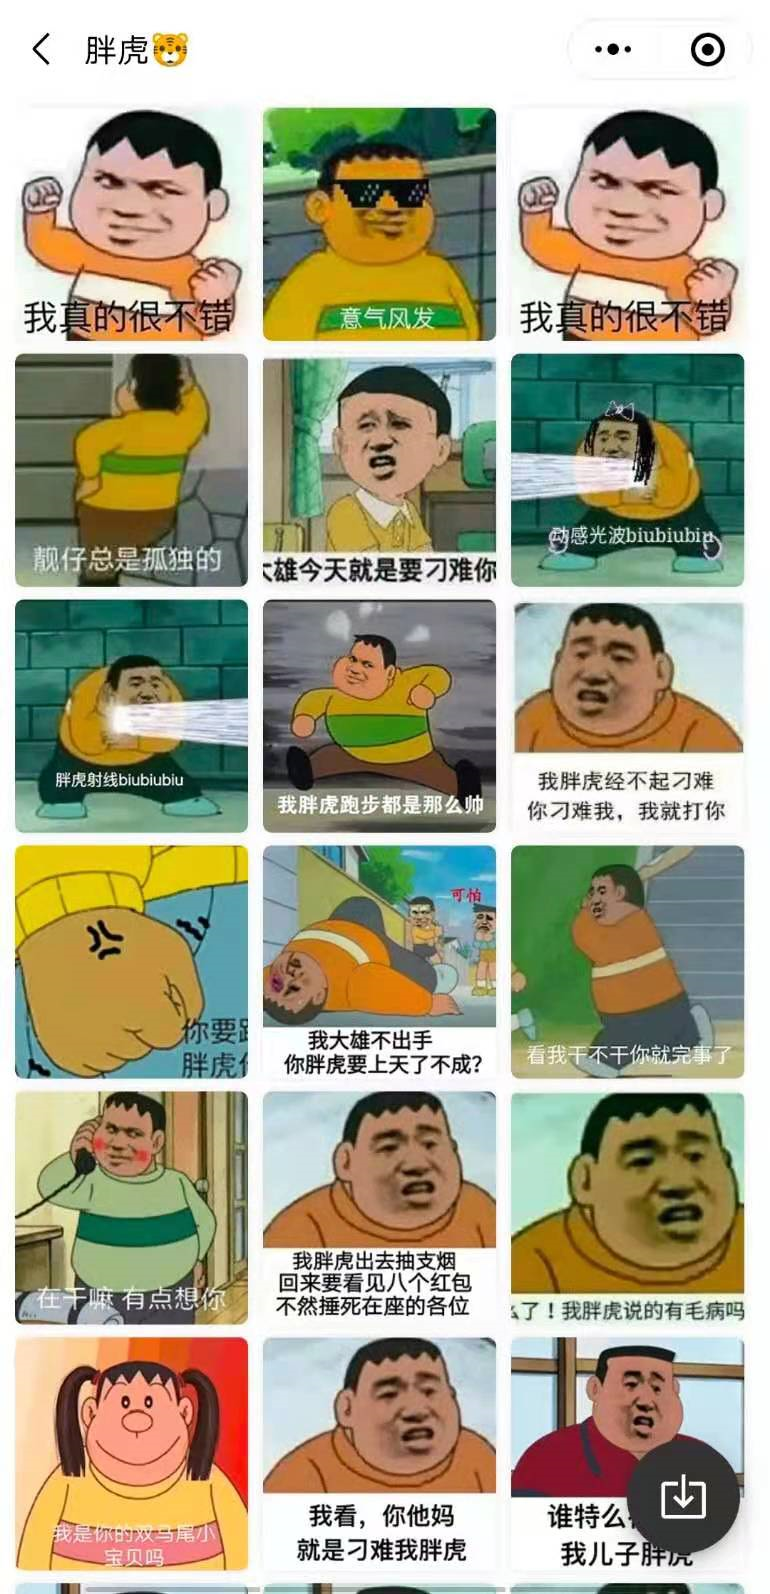 胖虎🐯
我真的很不错
意气风发
我真的很不错
靓仔总是孤独的
大雄今天就是要刁难你
动感光波biubiubiu
胖虎射线biubiubiu
我胖虎跑步都是那么帅
我胖虎经不起刁难
你刁难我，我就打你
你要跟
胖虎
可怕
我大雄不出手
你胖虎要上天了不成？
看我干不干你就完事了
在干嘛 有点想你
我胖虎出去抽支烟
回来要看见八个红包
不然捶死在座的各位
么了！我胖虎说的有毛病吗
我是你的双马尾小
宝贝吗
我看，你他妈
就是刁难我胖虎
谁特么
我儿子胖虎